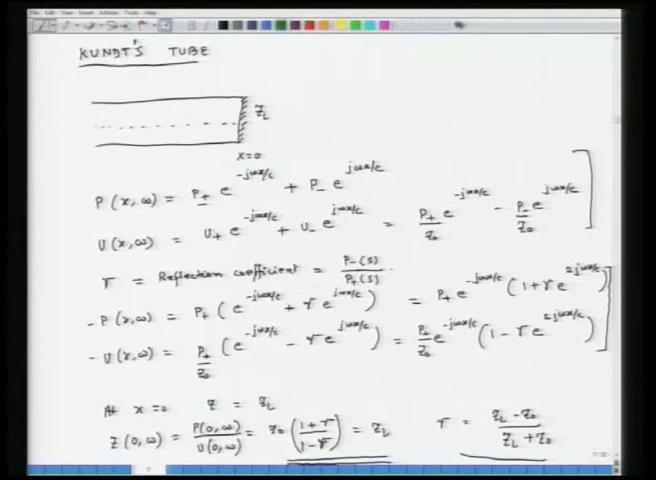 KUNDT'S TUBE
Z_L
x=0
P(x,ω) = P₊ e^{-jωx/c} + P₋ e^{jωx/c}
U(x,ω) = U₊ e^{-jωx/c} + U₋ e^{jωx/c} = P₊/Z₀ e^{-jωx/c} - P₋/Z₀ e^{jωx/c}
r = Reflection coefficient = P₋(s)/P₊(s)
- P(x,ω) = P₊ (e^{-jωx/c} + r e^{jωx/c}) = P₊ e^{-jωx/c} (1 + r e^{2jωx/c})
- U(x,ω) = P₊/Z₀ (e^{-jωx/c} - r e^{jωx/c}) = P₊/Z₀ e^{-jωx/c} (1 - r e^{2jωx/c})
At x=0 Z = Z_L
Z(0,ω) = P(0,ω)/U(0,ω) = Z₀ (1+r/1-r) = Z_L r = Z_L - Z₀/Z_L + Z₀